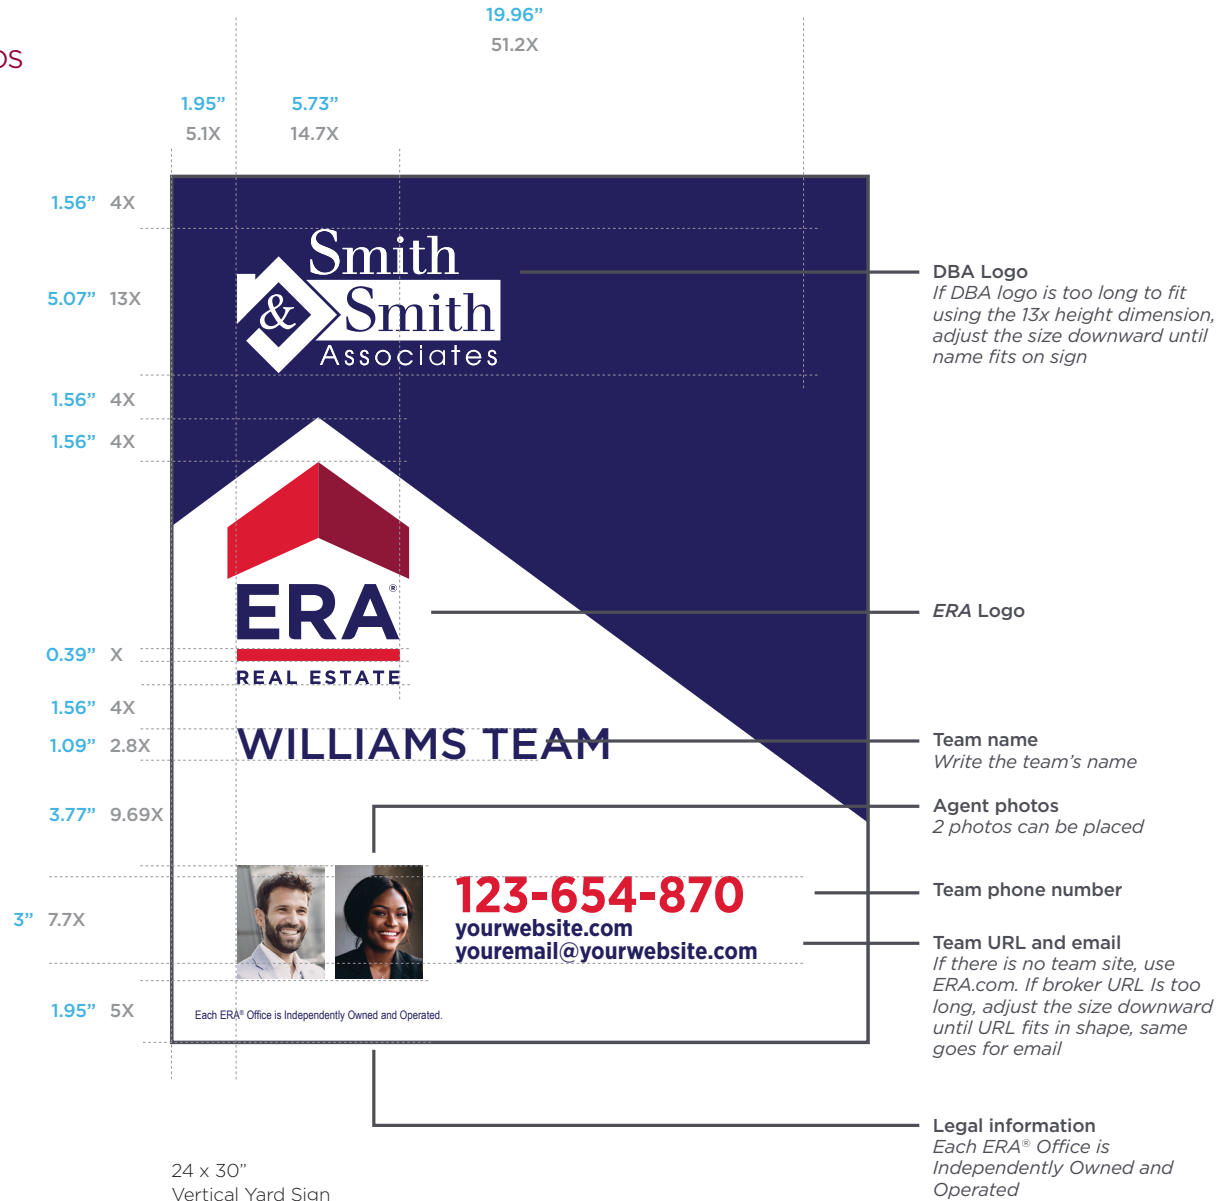 19.96”
51.2X
OS
1.95” 5.73”
5.1X 14.7X
1.56” 4X
Smith
& Smith
Associates
5.07” 13X
DBA Logo
If DBA logo is too long to fit
using the 13x height dimension,
adjust the size downward until
name fits on sign
1.56” 4X
1.56” 4X
ERA®
REAL ESTATE
ERA Logo
0.39” X
1.56” 4X
1.09” 2.8X
WILLIAMS TEAM
Team name
Write the team’s name
3.77” 9.69X
Agent photos
2 photos can be placed
123-654-870
yourwebsite.com
youremail@yourwebsite.com
Team phone number
3” 7.7X
Team URL and email
If there is no team site, use
ERA.com. If broker URL Is too
long, adjust the size downward
until URL fits in shape, same
goes for email
1.95” 5X
Each ERA® Office is Independently Owned and Operated.
Legal information
Each ERA® Office is
Independently Owned and
Operated
24 x 30”
Vertical Yard Sign